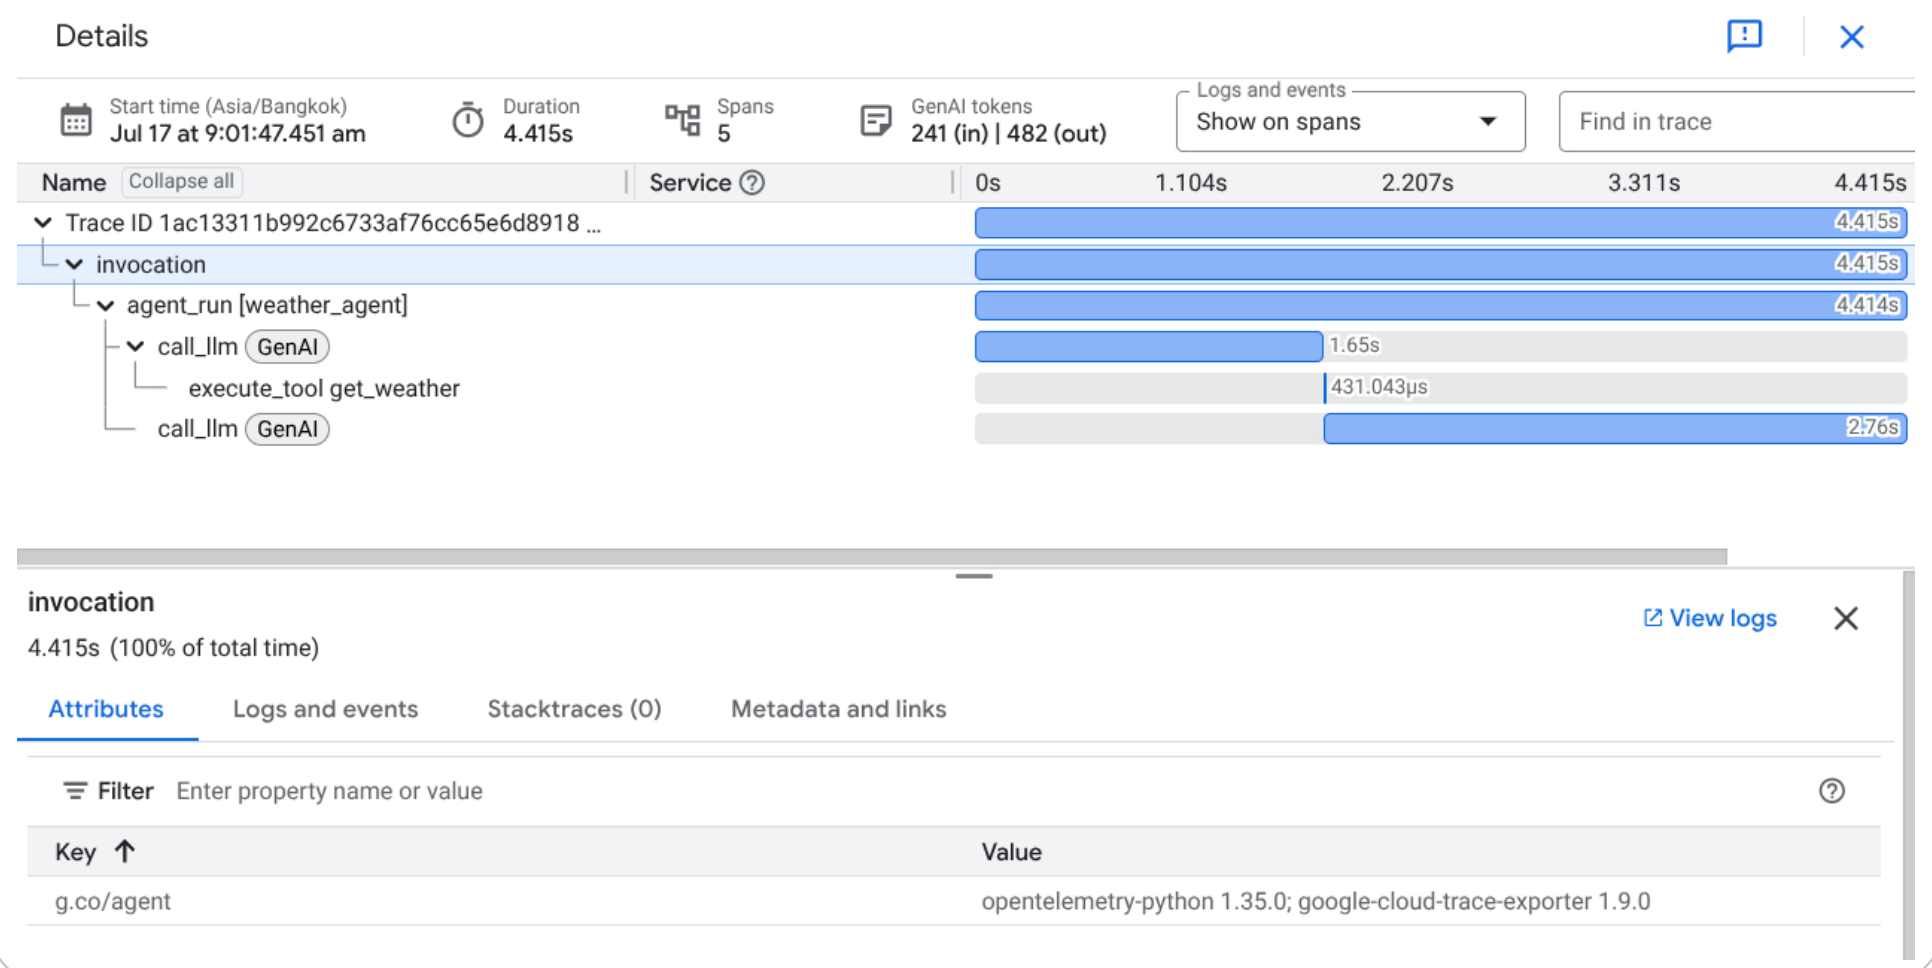 Details
Start time (Asia/Bangkok)
Jul 17 at 9:01:47.451 am
Duration
4.415s
Spans
5
GenAI tokens
241 (in) | 482 (out)
Logs and events
Show on spans
Find in trace
Name Collapse all Service 0s 1.104s 2.207s 3.311s 4.415s
Trace ID 1ac13311b992c6733af76cc65e6d8918 ... 4.415s
invocation 4.415s
agent_run [weather_agent] 4.414s
call_llm GenAI 1.65s
execute_tool get_weather 431.043µs
call_llm GenAI 2.76s
invocation
View logs
4.415s (100% of total time)
Attributes Logs and events Stacktraces (0) Metadata and links
Filter Enter property name or value
Key Value
g.co/agent opentelemetry-python 1.35.0; google-cloud-trace-exporter 1.9.0